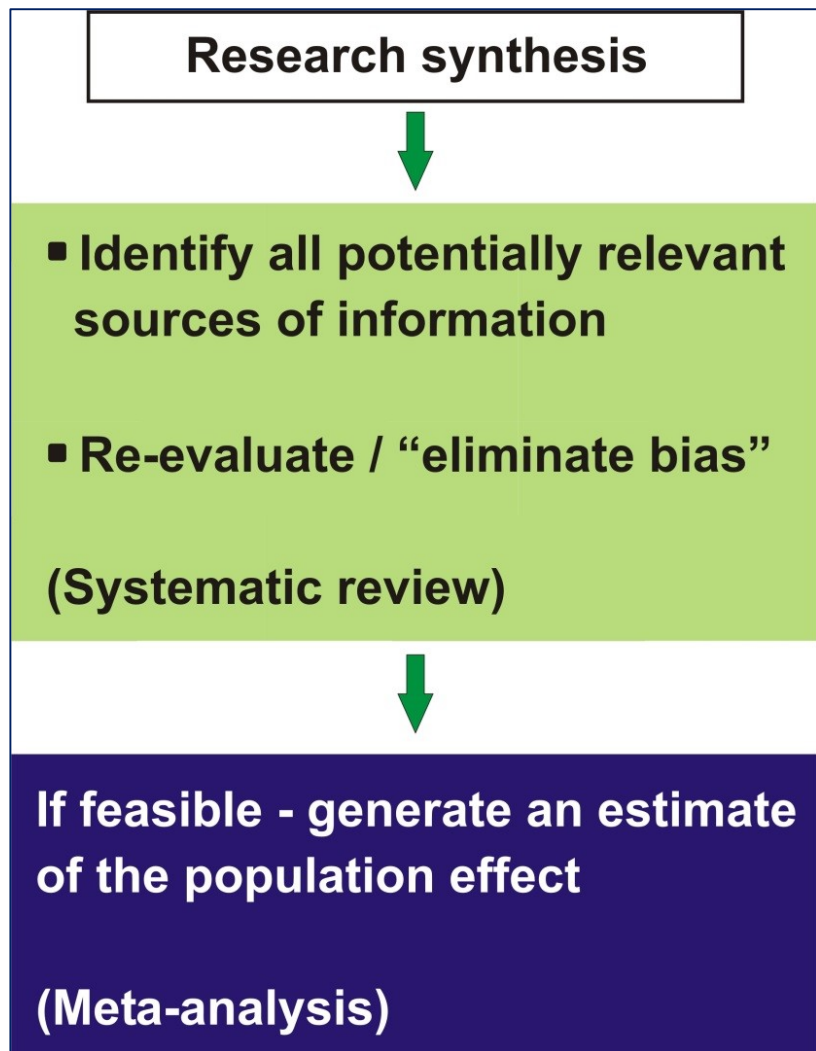 Research synthesis
▪ Identify all potentially relevant
sources of information
▪ Re-evaluate / “eliminate bias”
(Systematic review)
If feasible - generate an estimate
of the population effect
(Meta-analysis)